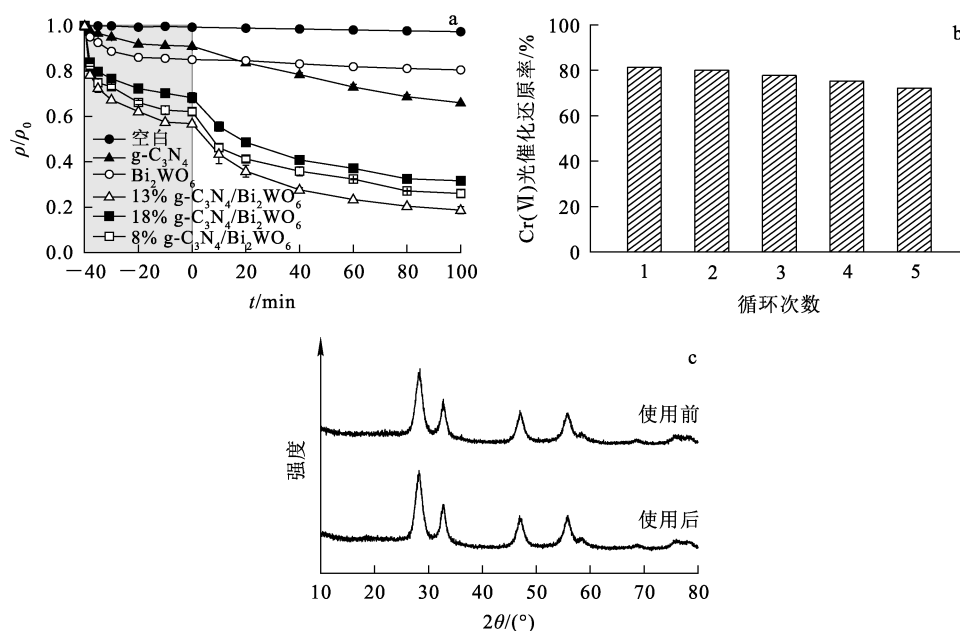 a
ρ/ρ0
1.0
0.8
0.6
0.4
0.2
0.0
空白
g-C3N4
Bi2WO6
13% g-C3N4/Bi2WO6
18% g-C3N4/Bi2WO6
8% g-C3N4/Bi2WO6
−40 −20 0 20 40 60 80 100
t/min
b
Cr(Ⅵ)光催化还原率/%
100
80
60
40
20
0
1 2 3 4 5
循环次数
c
强度
使用前
使用后
10 20 30 40 50 60 70 80
2θ/(°)